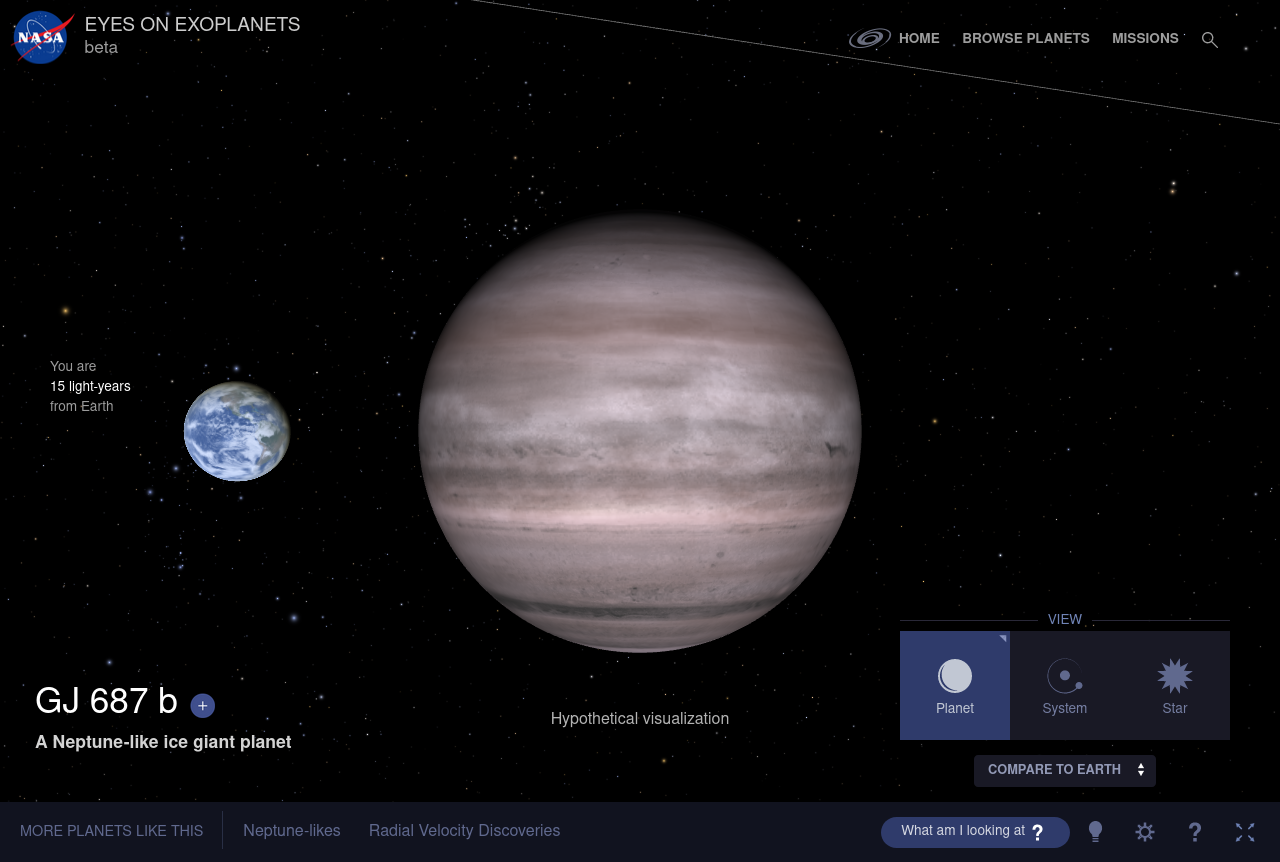 NASA
EYES ON EXOPLANETS
beta
HOME
BROWSE PLANETS
MISSIONS
You are
15 light-years
from Earth
VIEW
Planet
System
Star
GJ 687 b
+
A Neptune-like ice giant planet
Hypothetical visualization
COMPARE TO EARTH
MORE PLANETS LIKE THIS
Neptune-likes
Radial Velocity Discoveries
What am I looking at ?
?